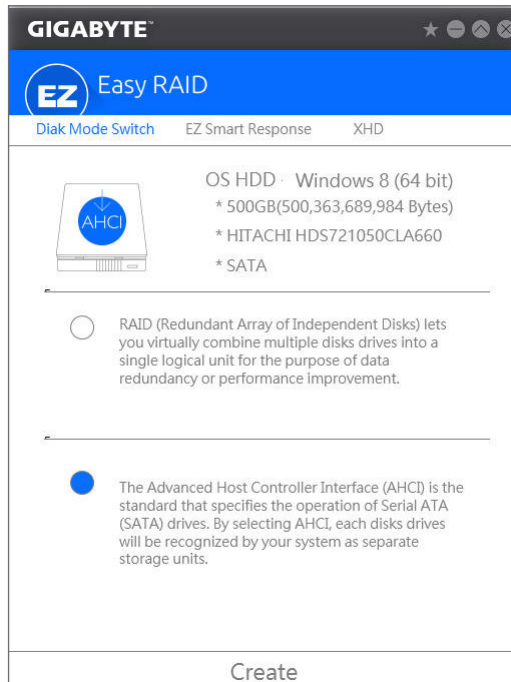 GIGABYTE™
EZ Easy RAID
Diak Mode Switch EZ Smart Response XHD
OS HDD · Windows 8 (64 bit)
* 500GB(500,363,689,984 Bytes)
AHCI
* HITACHI HDS721050CLA660
* SATA
RAID (Redundant Array of Independent Disks) lets
you virtually combine multiple disks drives into a
single logical unit for the purpose of data
redundancy or performance improvement.
The Advanced Host Controller Interface (AHCI) is the
standard that specifies the operation of Serial ATA
(SATA) drives. By selecting AHCI, each disks drives
will be recognized by your system as separate
storage units.
Create